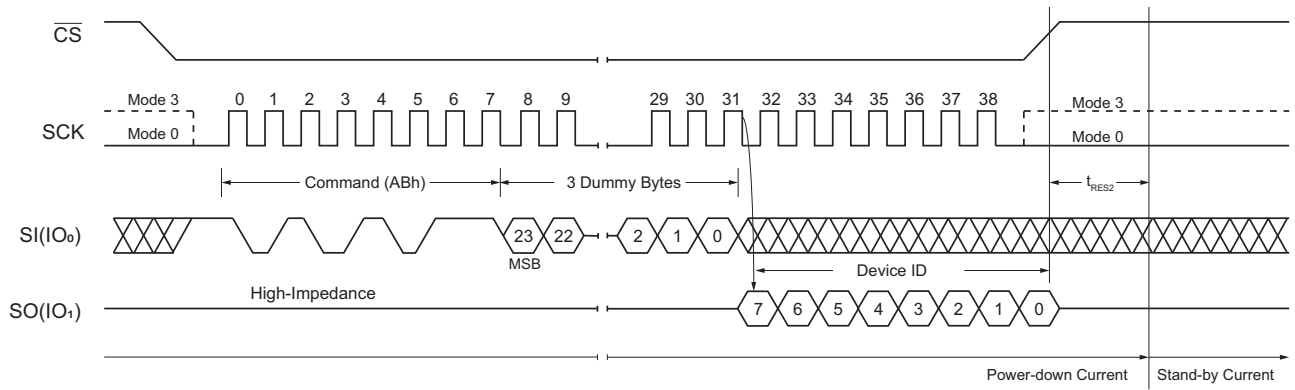 CS
0 1 2 3 4 5 6 7 8 9 29 30 31 32 33 34 35 36 37 38
Mode 3 Mode 3
SCK Mode 0 Mode 0
Command (ABh) 3 Dummy Bytes tRES2
SI(IO₀) 23 22 2 1 0
MSB
Device ID
High-Impedance
SO(IO₁) 7 6 5 4 3 2 1 0
Power-down Current Stand-by Current